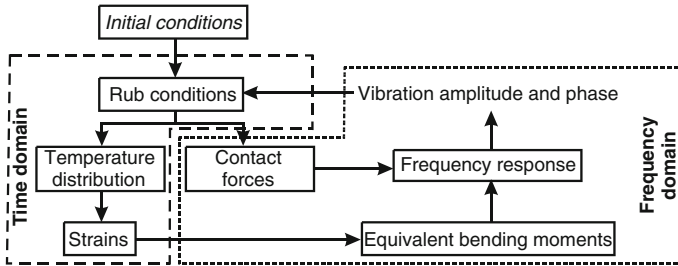 Initial conditions
Rub conditions
Vibration amplitude and phase
Time domain
Temperature
distribution
Contact
forces
Frequency response
Frequency
domain
Strains
Equivalent bending moments